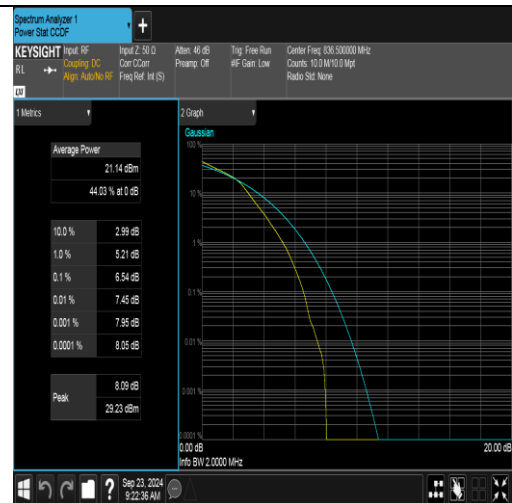 Spectrum Analyzer 1
Power Stat CCDF
KEYSIGHT
Input: RF
Input Z: 50 Ω
Atten: 46 dB
Trig: Free Run
Center Freq: 836.500000 MHz
RL
Coupling: DC
Corr CCorr
Preamp: Off
#IF Gain: Low
Counts: 10.0 M/10.0 Mpt
Align: Auto/No RF
Freq Ref: Int (S)
Radio Std: None
LXI
1 Metrics
2 Graph
Gaussian
Average Power
21.14 dBm
44.03 % at 0 dB
10.0 % 2.99 dB
1.0 % 5.21 dB
0.1 % 6.54 dB
0.01 % 7.45 dB
0.001 % 7.95 dB
0.0001 % 8.05 dB
Peak
8.09 dB
29.23 dBm
100 %
10 %
1 %
0.1 %
0.01 %
0.001 %
0.0001 %
0.00 dB
20.00 dB
Info BW 2.0000 MHz
?
Sep 23, 2024
9:22:36 AM